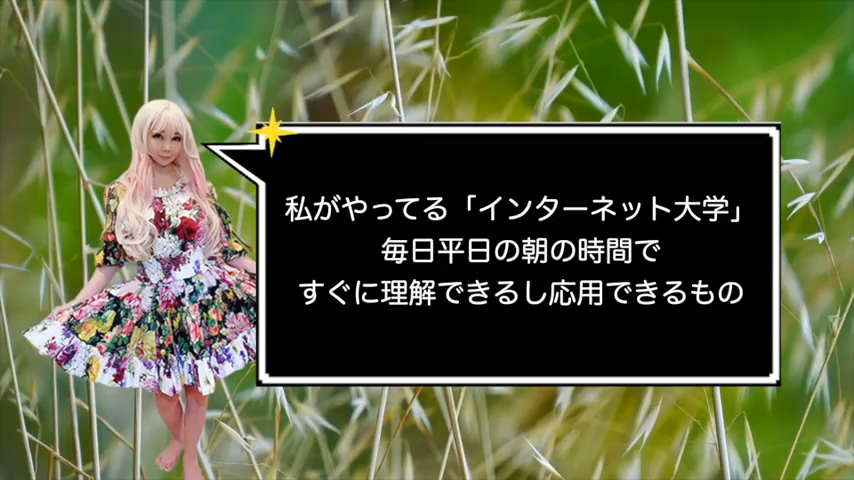 私がやってる「インターネット大学」
毎日平日の朝の時間で
すぐに理解できるし応用できるもの